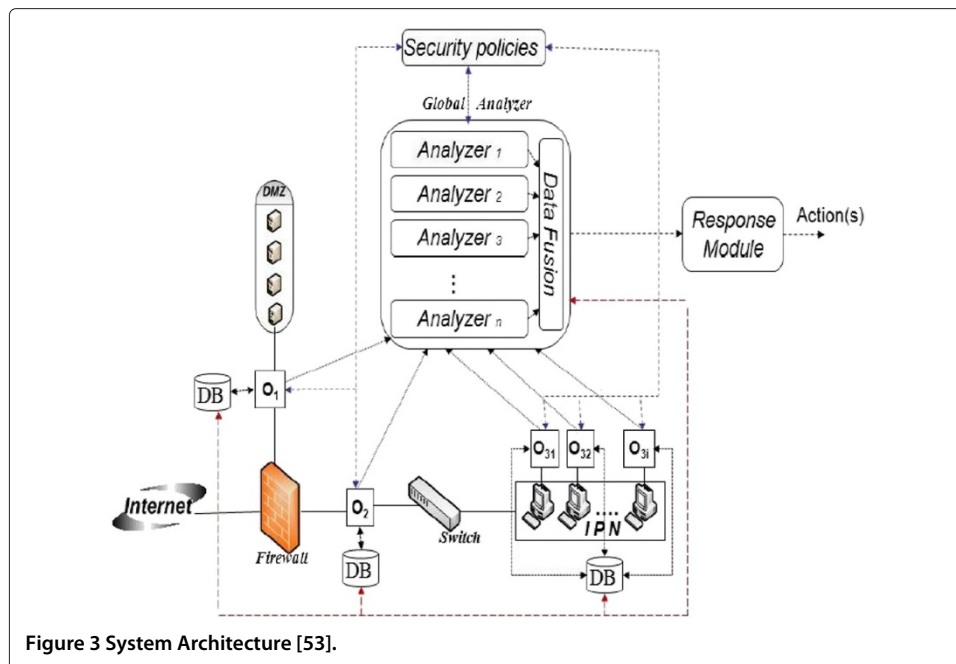 Security policies
Global Analyzer
Analyzer 1
Analyzer 2
Analyzer 3
⋮
Analyzer n
Data Fusion
Response
Module
Action(s)
DMZ
DB
O1
O31
O32
O3i
Internet
Firewall
O2
Switch
....
IPN
DB
DB
Figure 3 System Architecture [53].